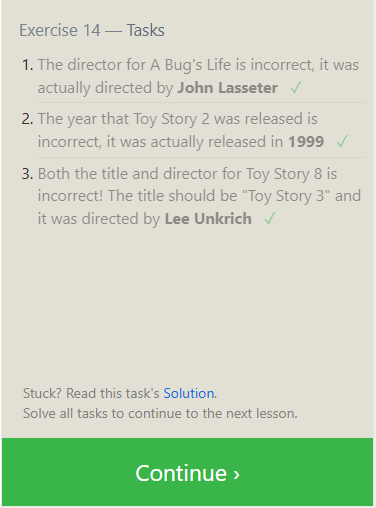 Exercise 14 — Tasks
1. The director for A Bug's Life is incorrect, it was
actually directed by John Lasseter ✓
2. The year that Toy Story 2 was released is
incorrect, it was actually released in 1999 ✓
3. Both the title and director for Toy Story 8 is
incorrect! The title should be "Toy Story 3" and
it was directed by Lee Unkrich ✓
Stuck? Read this task's Solution.
Solve all tasks to continue to the next lesson.
Continue ›